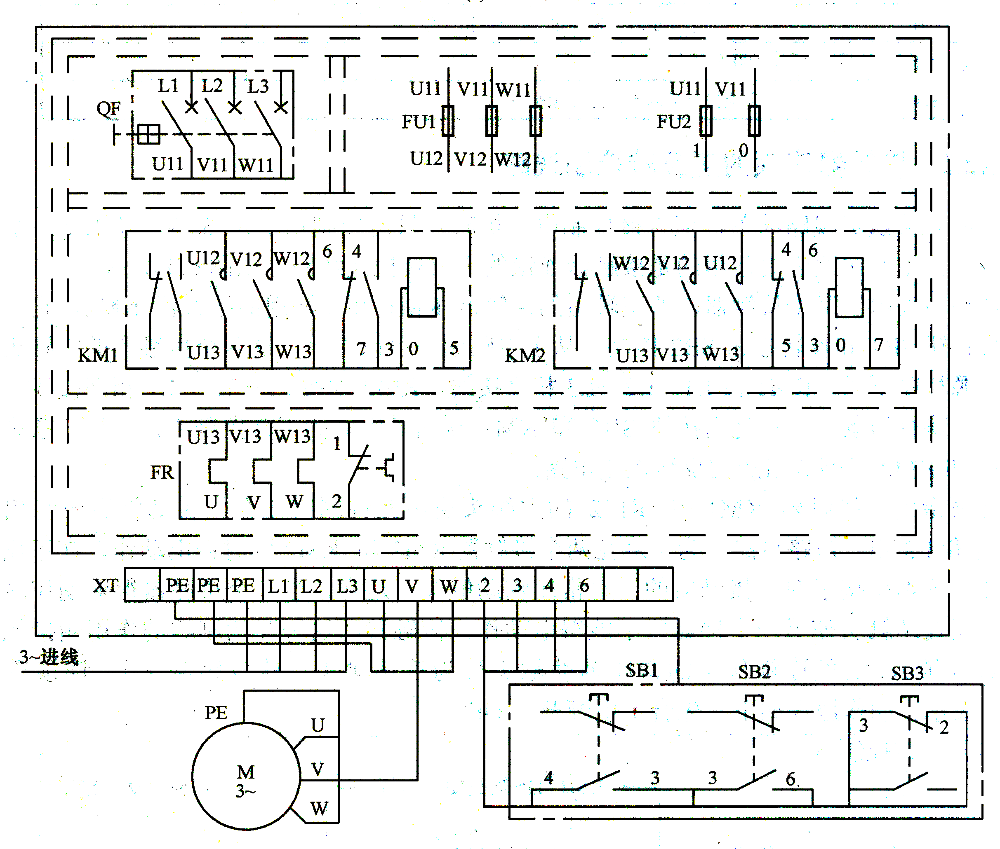 L1 L2 L3
QF
U11 V11 W11
U11 V11 W11
FU1
U12 V12 W12
U11 V11
FU2
1 0
U12 V12 W12 6 4
KM1 U13 V13 W13 7 3 0 5
W12 V12 U12 4 6
KM2 U13 V13 W13 5 3 0 7
U13 V13 W13 1
FR
U V W 2
XT PE PE PE L1 L2 L3 U V W 2 3 4 6
3~进线
SB1 SB2 SB3
PE
U
V
W
M
3~
3 2
4 3 3 6